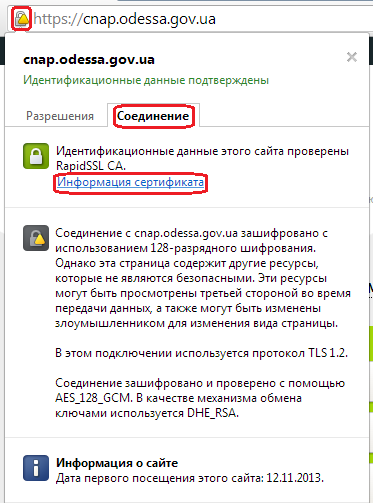 https://cnap.odessa.gov.ua
cnap.odessa.gov.ua
Идентификационные данные подтверждены
Разрешения
Соединение
Идентификационные данные этого сайта проверены
RapidSSL CA.
Информация сертификата
Соединение с cnap.odessa.gov.ua зашифровано с
использованием 128-разрядного шифрования.
Однако эта страница содержит другие ресурсы,
которые не являются безопасными. Эти ресурсы
могут быть просмотрены третьей стороной во время
передачи данных, а также могут быть изменены
злоумышленником для изменения вида страницы.
В этом подключении используется протокол TLS 1.2.
Соединение зашифровано и проверено с помощью
AES_128_GCM. В качестве механизма обмена
ключами используется DHE_RSA.
Информация о сайте
Дата первого посещения этого сайта: 12.11.2013.